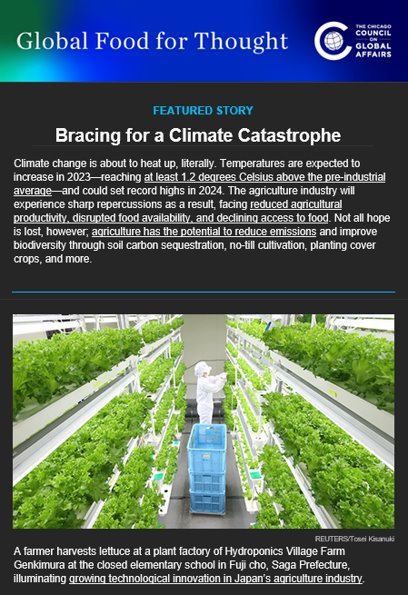 Global Food for Thought
THE CHICAGO
COUNCIL
ON
GLOBAL
AFFAIRS
FEATURED STORY
Bracing for a Climate Catastrophe
Climate change is about to heat up, literally. Temperatures are expected to
increase in 2023—reaching at least 1.2 degrees Celsius above the pre-industrial
average—and could set record highs in 2024. The agriculture industry will
experience sharp repercussions as a result, facing reduced agricultural
productivity, disrupted food availability, and declining access to food. Not all hope
is lost, however; agriculture has the potential to reduce emissions and improve
biodiversity through soil carbon sequestration, no-till cultivation, planting cover
crops, and more.
REUTERS/Tosei Kisanuki
A farmer harvests lettuce at a plant factory of Hydroponics Village Farm
Genkimura at the closed elementary school in Fuji cho, Saga Prefecture,
illuminating growing technological innovation in Japan's agriculture industry.